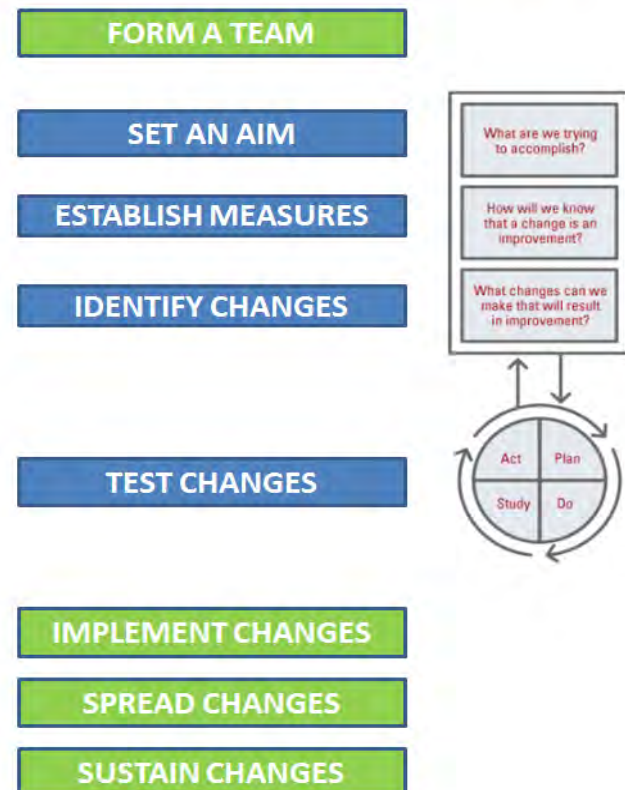 FORM A TEAM
SET AN AIM
ESTABLISH MEASURES
IDENTIFY CHANGES
TEST CHANGES
IMPLEMENT CHANGES
SPREAD CHANGES
SUSTAIN CHANGES
What are we trying
to accomplish?
How will we know
that a change is an
improvement?
What changes can we
make that will result
in improvement?
Act
Plan
Study
Do